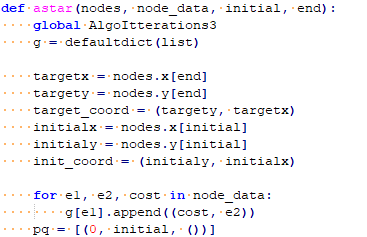 def astar(nodes, node_data, initial, end):
    global AlgoItterations3
    g = defaultdict(list)

    targetx = nodes.x[end]
    targety = nodes.y[end]
    target_coord = (targety, targetx)
    initialx = nodes.x[initial]
    initialy = nodes.y[initial]
    init_coord = (initialy, initialx)

    for e1, e2, cost in node_data:
        g[e1].append((cost, e2))
    pq = [(0, initial, ())]